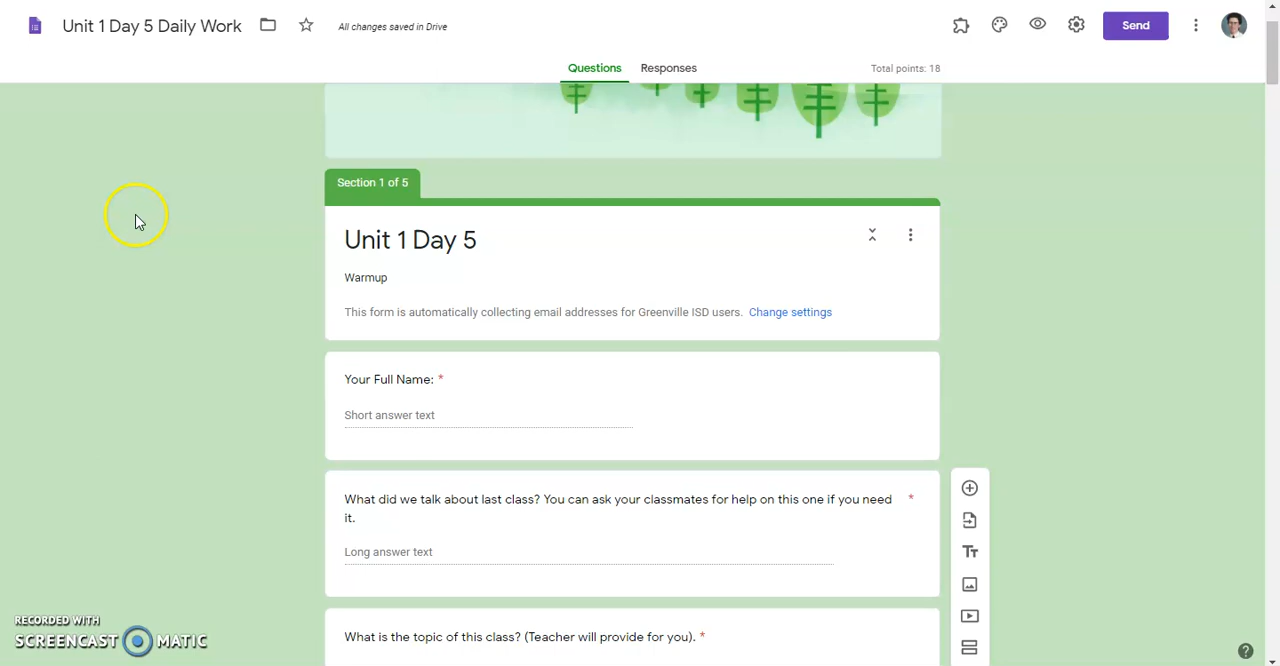 Unit 1 Day 5 Daily Work
All changes saved in Drive
Send
Questions
Responses
Total points: 18
Section 1 of 5
Unit 1 Day 5
Warmup
This form is automatically collecting email addresses for Greenville ISD users. Change settings
Your Full Name: *
Short answer text
What did we talk about last class? You can ask your classmates for help on this one if you need *
it.
Long answer text
What is the topic of this class? (Teacher will provide for you). *
Tт
RECORDED WITH
SCREENCAST MATIC